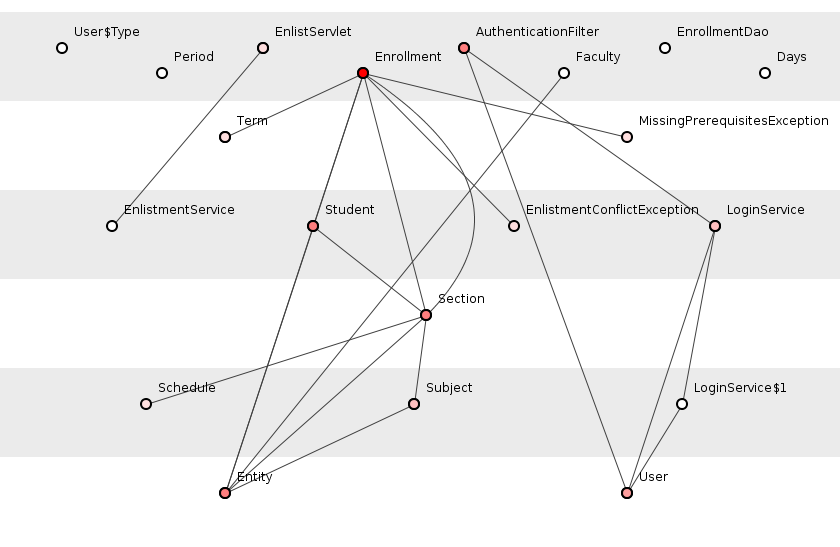 User$Type
EnlistServlet
AuthenticationFilter
EnrollmentDao
Period
Enrollment
Faculty
Days
Term
MissingPrerequisitesException
EnlistmentService
Student
EnlistmentConflictException
LoginService
Section
Schedule
Subject
LoginService$1
Entity
User